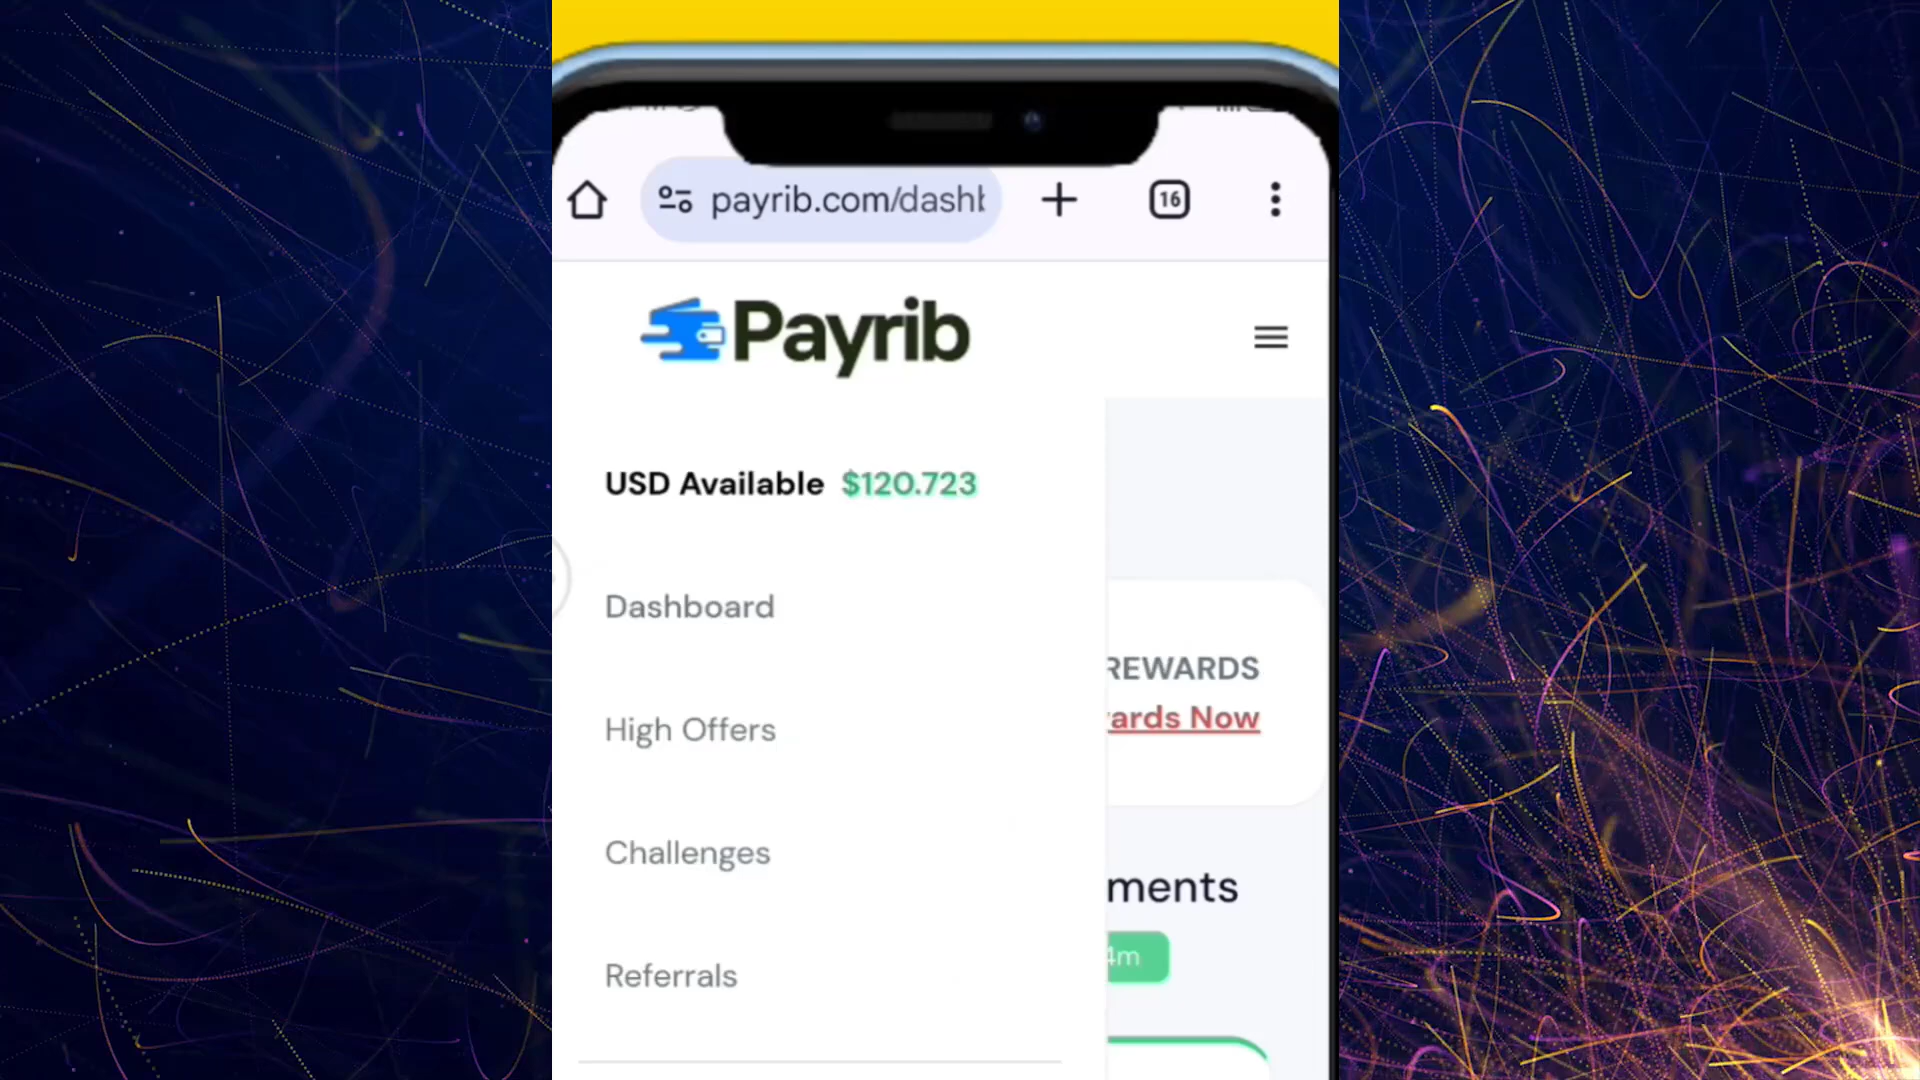 payrib.com/dashb
16
Payrib
USD Available $120.723
Dashboard
High Offers
REWARDS
ards Now
Challenges
ments
4m
Referrals